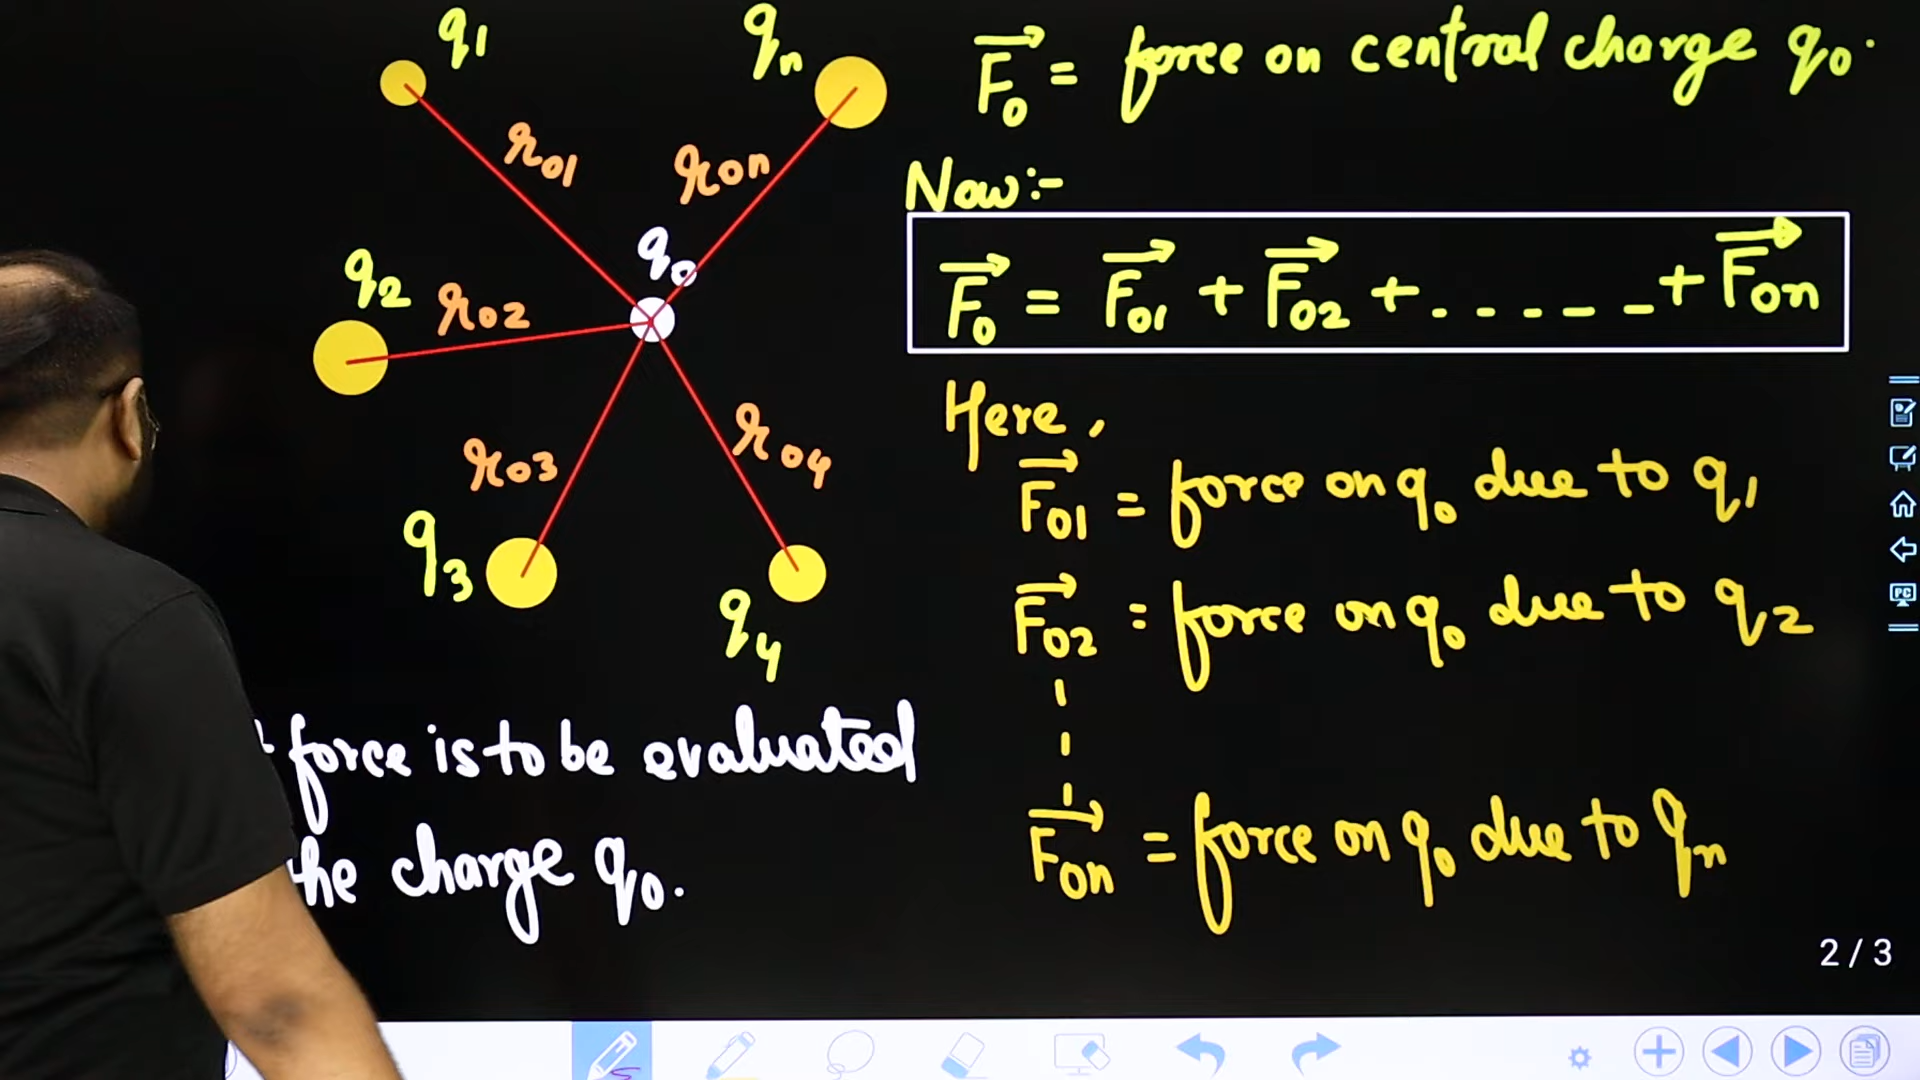 q1
qn
r01
r0n
q0
q2
r02
r03
r04
q3
q4
force is to be evaluated
he charge q0.
F0 = force on central charge q0.
Now:-
F0 = F01 + F02 + ------ + F0n
Here,
F01 = force on q0 due to q1
F02 = force on q0 due to q2
F0n = force on q0 due to qn
2 / 3
PC